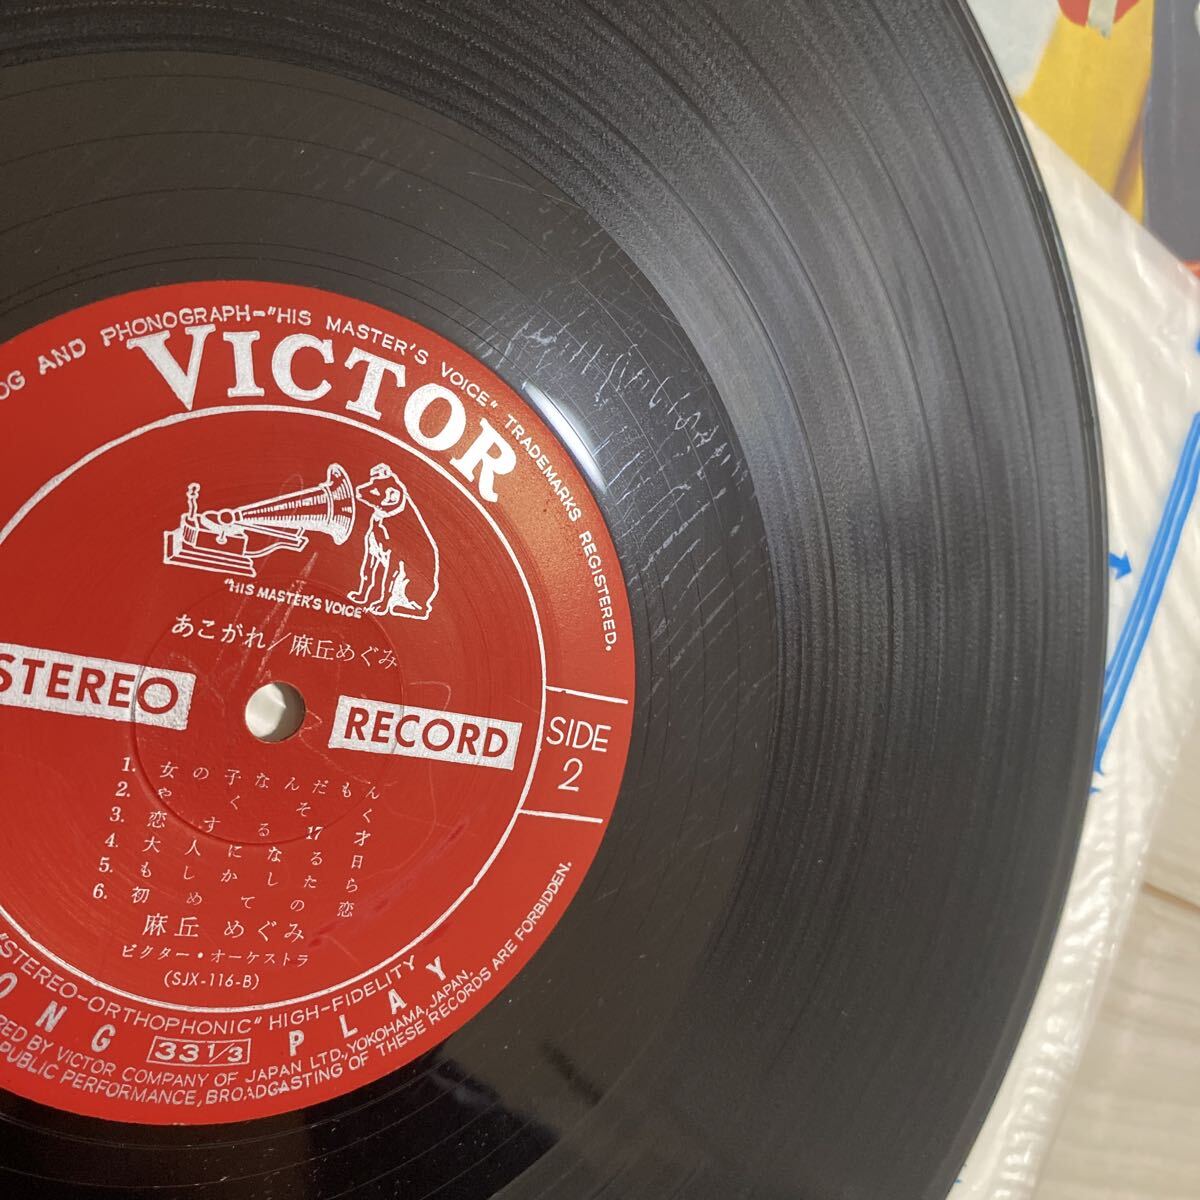 OG AND PHONOGRAPH-"HIS MASTER'S VOICE" TRADEMARKS REGISTERED.
VICTOR
"HIS MASTER'S VOICE"
あこがれ/麻丘めぐみ
STEREO RECORD
SIDE
2
1. 女の子なんだもん
2. やくそく
3. 恋する17才
4. 大人になる日
5. もしかしたら
6. 初めての恋
麻丘 めぐみ
ビクター・オーケストラ
(SJX-116-B)
"STEREO-ORTHOPHONIC" HIGH-FIDELITY
ONG 33 1/3 PLAY
RED BY VICTOR COMPANY OF JAPAN LTD., YOKOHAMA, JAPAN.
PUBLIC PERFORMANCE, BROADCASTING OF THESE RECORDS ARE FORBIDDEN.